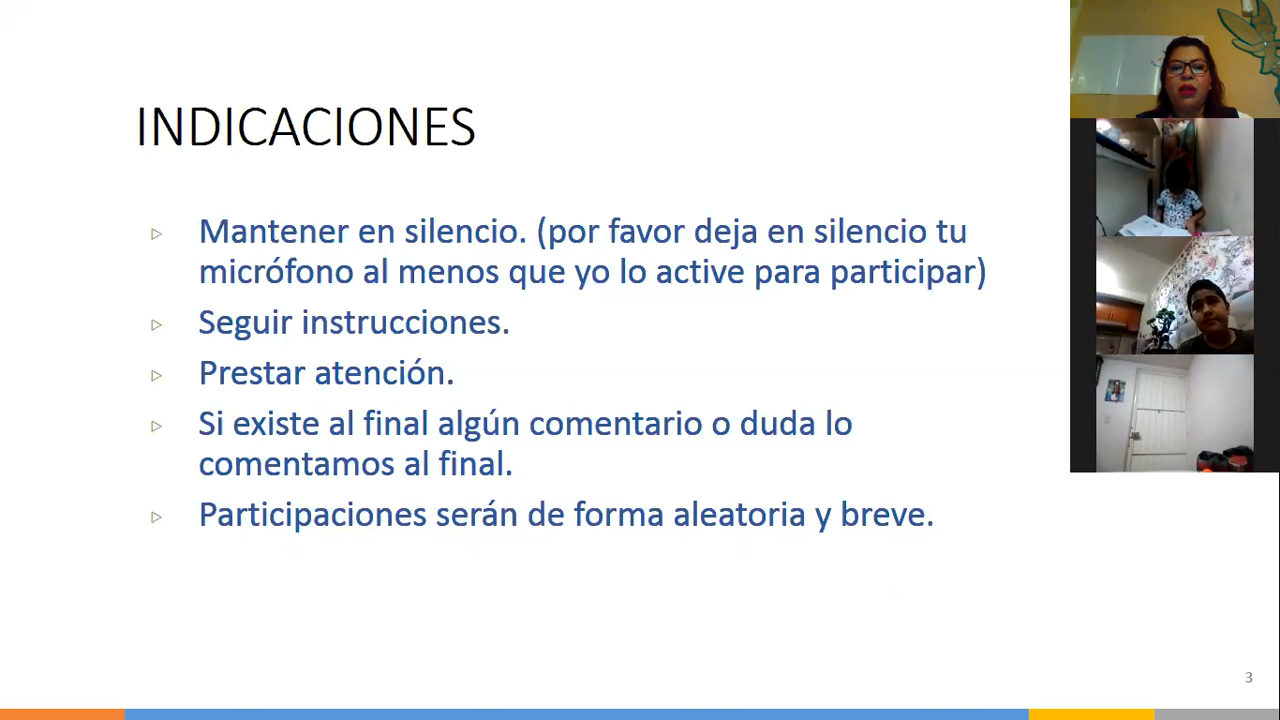 INDICACIONES
Mantener en silencio. (por favor deja en silencio tu
micrófono al menos que yo lo active para participar)
Seguir instrucciones.
Prestar atención.
Si existe al final algún comentario o duda lo
comentamos al final.
Participaciones serán de forma aleatoria y breve.
3